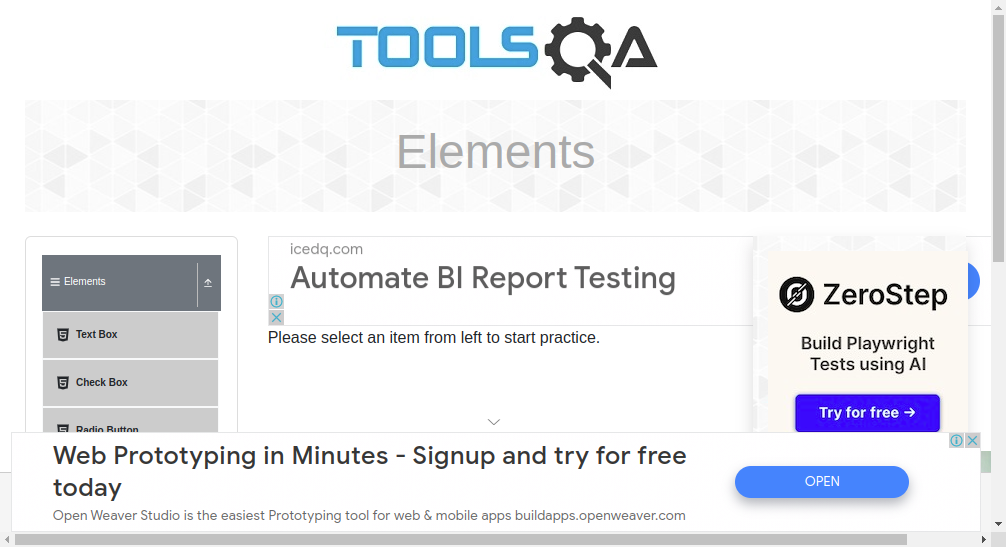 TOOLSQA
Elements
Elements
Text Box
Check Box
Radio Button
icedq.com
Automate BI Report Testing
Please select an item from left to start practice.
ZeroStep
Build Playwright
Tests using AI
Try for free →
Web Prototyping in Minutes - Signup and try for free
today
Open Weaver Studio is the easiest Prototyping tool for web & mobile apps buildapps.openweaver.com
OPEN